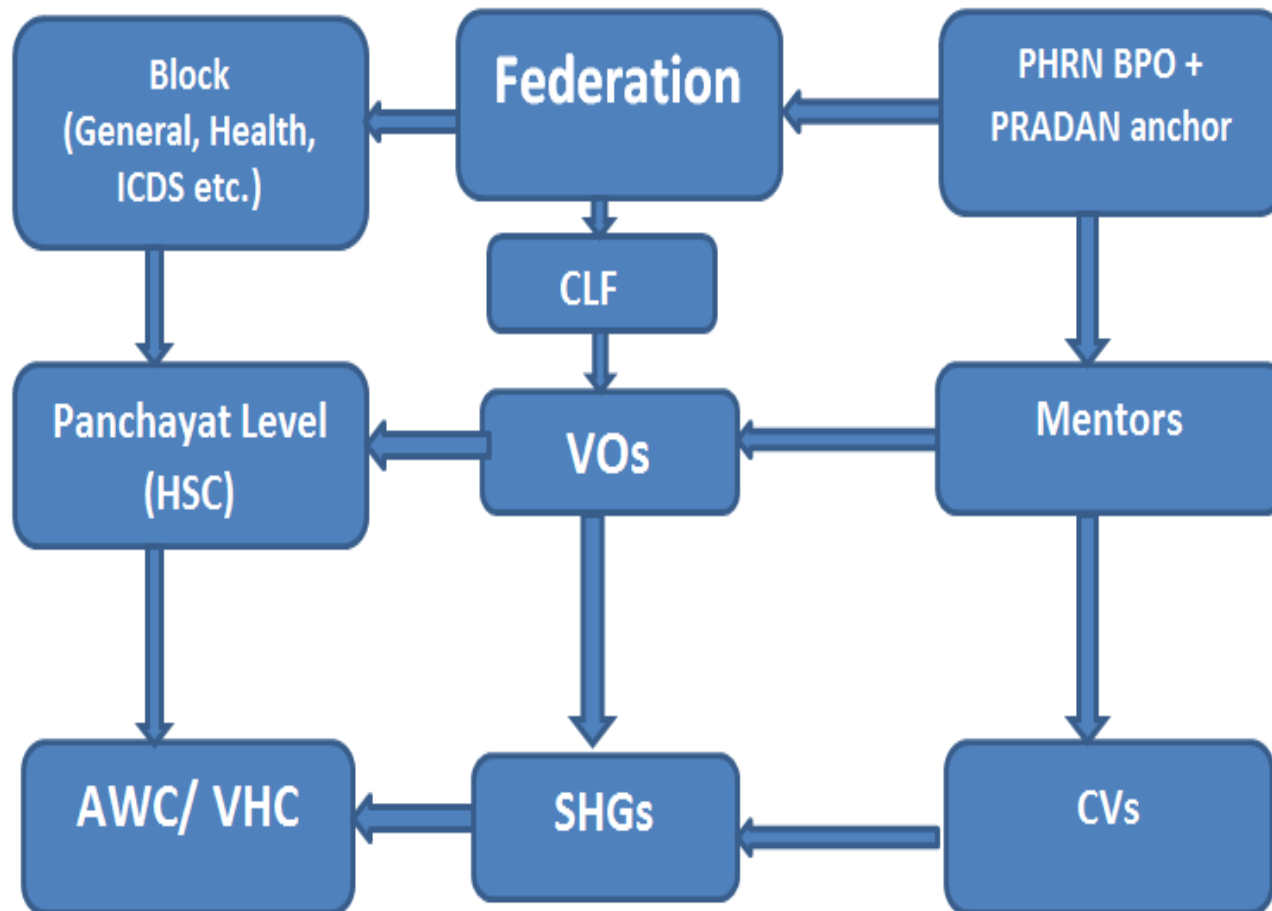 Block
(General, Health,
ICDS etc.)
Federation
PHRN BPO +
PRADAN anchor
CLF
Panchayat Level
(HSC)
VOs
Mentors
AWC/ VHC
SHGs
CVs